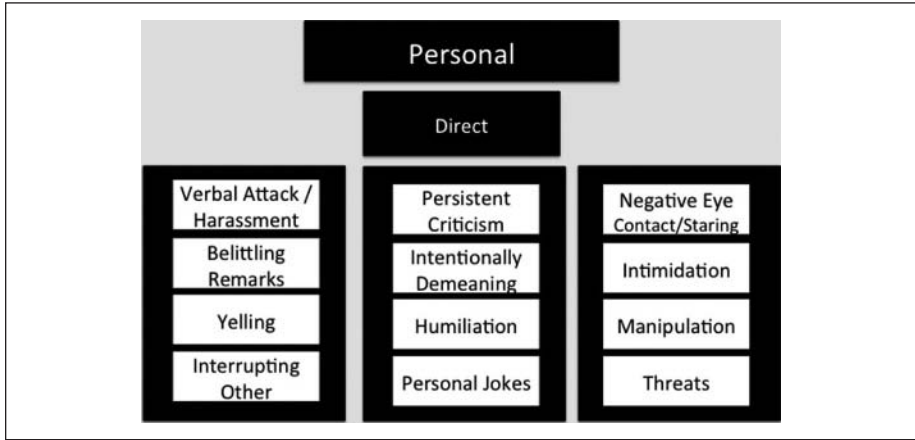 Personal
Direct
Verbal Attack /
Harassment
Belittling
Remarks
Yelling
Interrupting
Other
Persistent
Criticism
Intentionally
Demeaning
Humiliation
Personal Jokes
Negative Eye
Contact/Staring
Intimidation
Manipulation
Threats